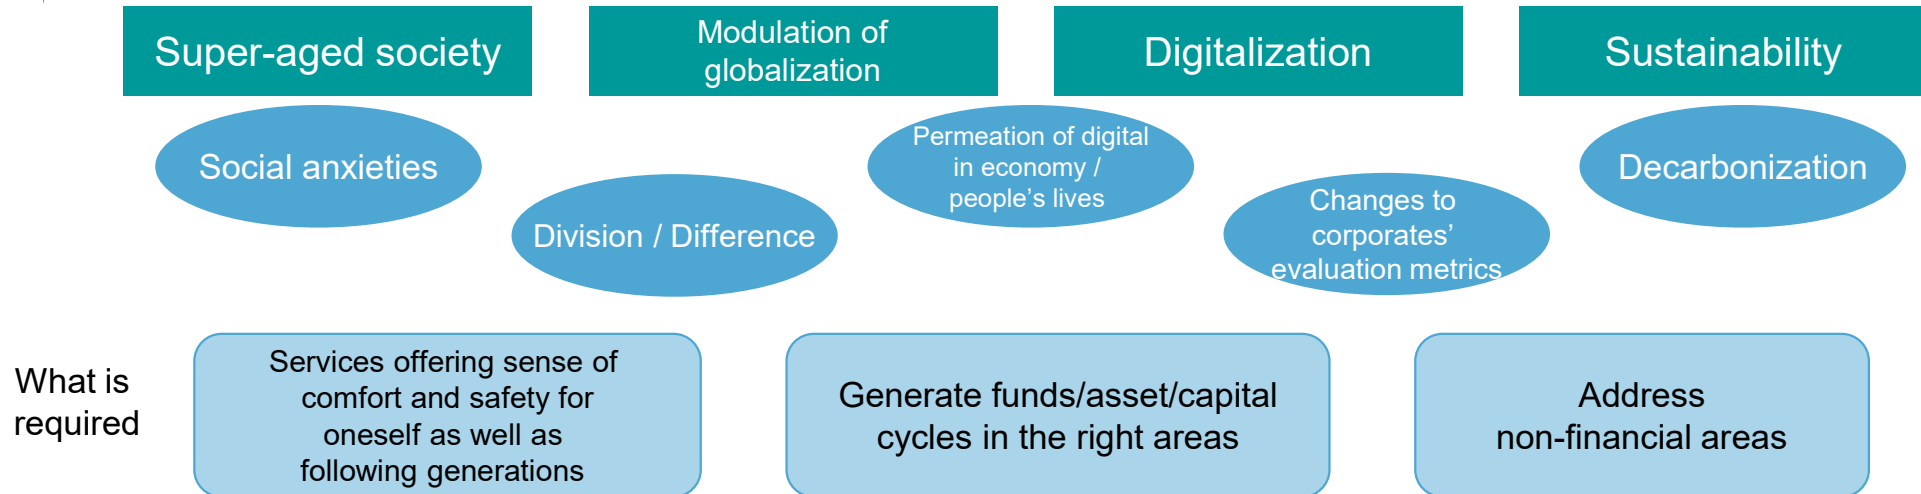 Super-aged society
Modulation of
globalization
Digitalization
Sustainability
Social anxieties
Division / Difference
Permeation of digital
in economy /
people’s lives
Changes to
corporates’
evaluation metrics
Decarbonization
What is
required
Services offering sense of
comfort and safety for
oneself as well as
following generations
Generate funds/asset/capital
cycles in the right areas
Address
non-financial areas